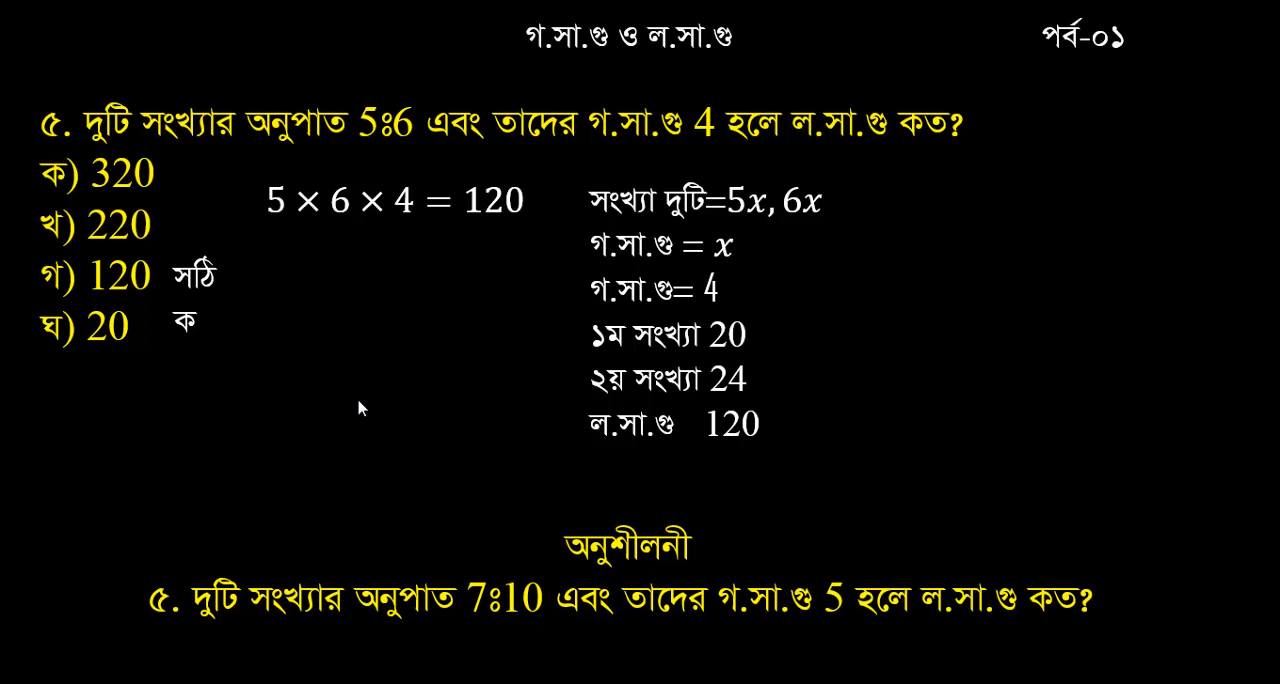 গ.সা.গু ও ল.সা.গু
পর্ব-০১
৫. দুটি সংখ্যার অনুপাত 5ঃ6 এবং তাদের গ.সা.গু 4 হলে ল.সা.গু কত?
ক) 320
খ) 220
গ) 120 সঠি
ঘ) 20 ক
5 × 6 × 4 = 120
সংখ্যা দুটি=5x, 6x
গ.সা.গু = x
গ.সা.গু= 4
১ম সংখ্যা 20
২য় সংখ্যা 24
ল.সা.গু 120
অনুশীলনী
৫. দুটি সংখ্যার অনুপাত 7ঃ10 এবং তাদের গ.সা.গু 5 হলে ল.সা.গু কত?